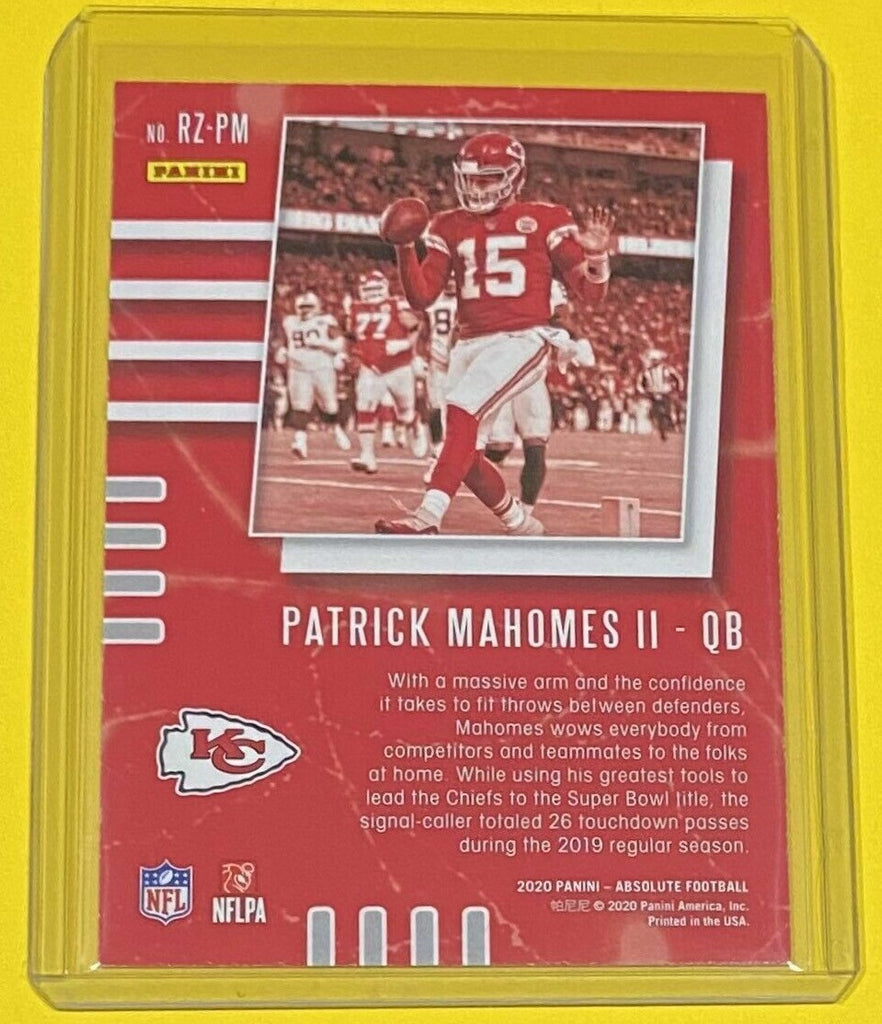 NO. RZ-PM
PANINI
15
77
PATRICK MAHOMES II - QB
With a massive arm and the confidence
it takes to fit throws between defenders,
Mahomes wows everybody from
competitors and teammates to the folks
at home. While using his greatest tools to
lead the Chiefs to the Super Bowl title, the
signal-caller totaled 26 touchdown passes
during the 2019 regular season.
KC
NFL
NFLPA
2020 PANINI – ABSOLUTE FOOTBALL
帕尼尼 © 2020 Panini America, Inc.
Printed in the USA.